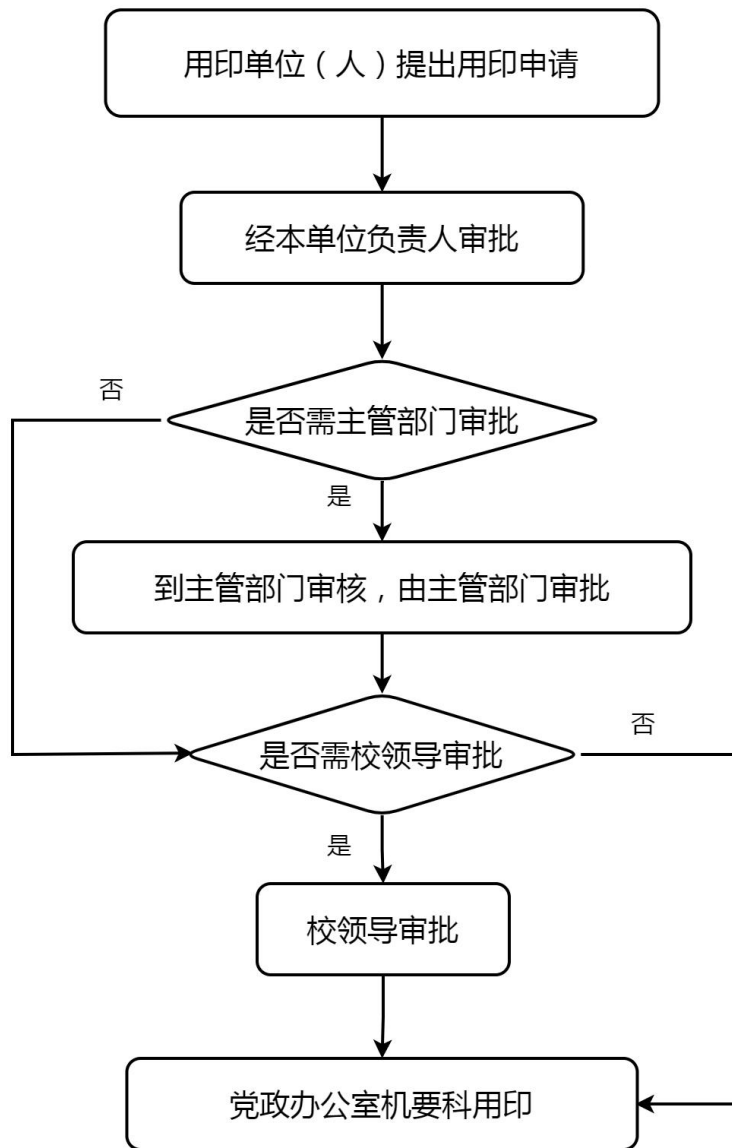 用印单位（人）提出用印申请
经本单位负责人审批
否
是否需主管部门审批
是
到主管部门审核，由主管部门审批
否
是否需校领导审批
是
校领导审批
党政办公室机要科用印